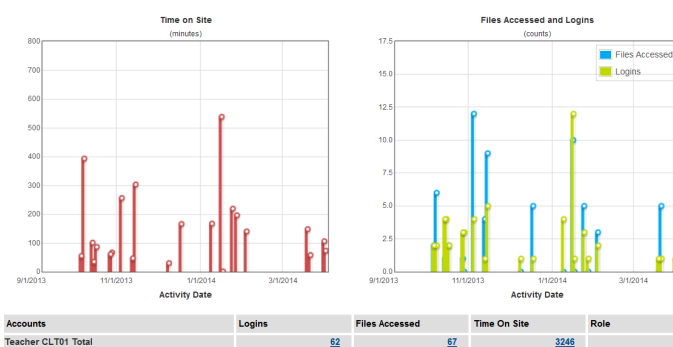 Time on Site
(minutes)
800
700
600
500
400
300
200
100
0
9/1/2013 11/1/2013 1/1/2014 3/1/2014
Activity Date
Files Accessed and Logins
(counts)
Files Accessed
Logins
17.5
15.0
12.5
10.0
7.5
5.0
2.5
0.0
9/1/2013 11/1/2013 1/1/2014 3/1/2014
Activity Date
Accounts Logins Files Accessed Time On Site Role
Teacher CLT01 Total 62 67 3246